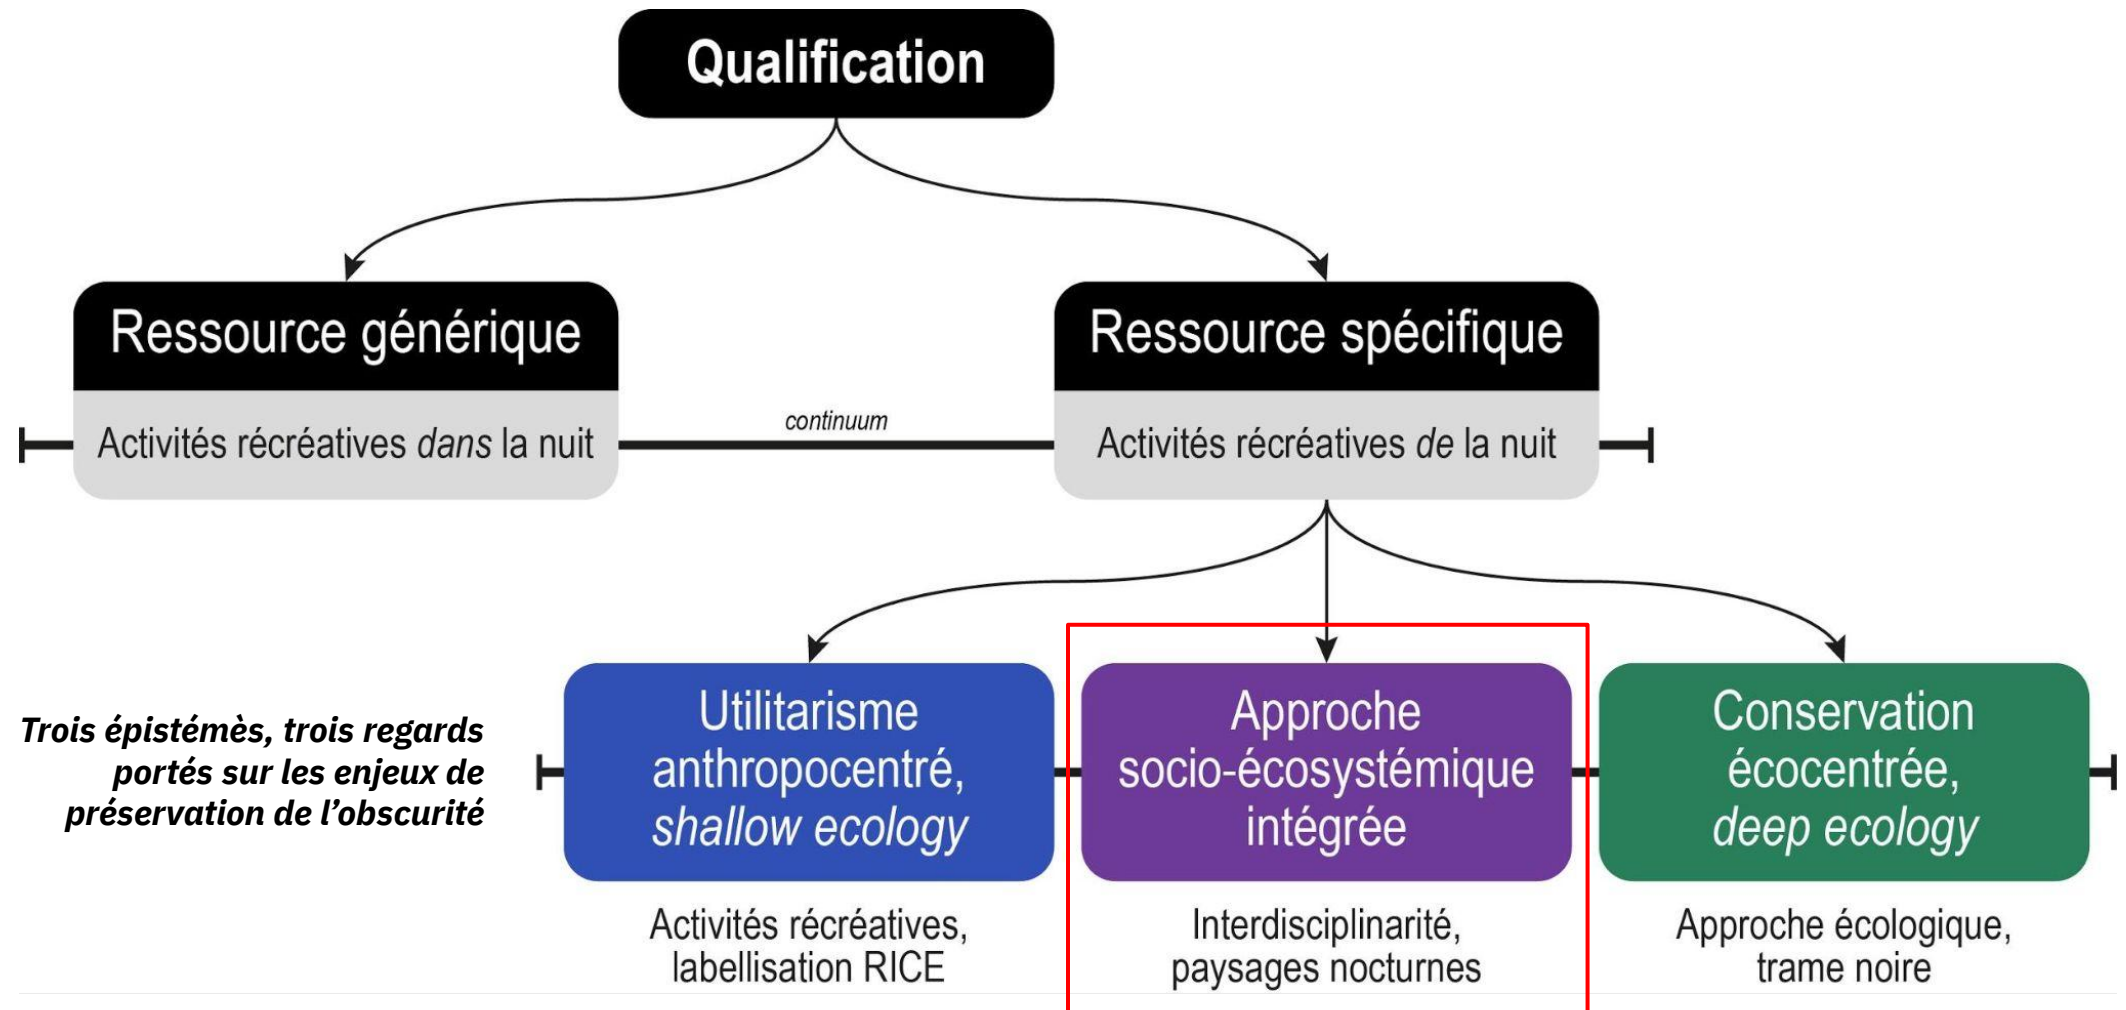 Qualification
Ressource générique
Ressource spécifique
Activités récréatives dans la nuit
continuum
Activités récréatives de la nuit
Trois épistémès, trois regards
portés sur les enjeux de
préservation de l'obscurité
Utilitarisme
anthropocentré,
shallow ecology
Approche
socio-écosystémique
intégrée
Conservation
écocentrée,
deep ecology
Activités récréatives,
labellisation RICE
Interdisciplinarité,
paysages nocturnes
Approche écologique,
trame noire